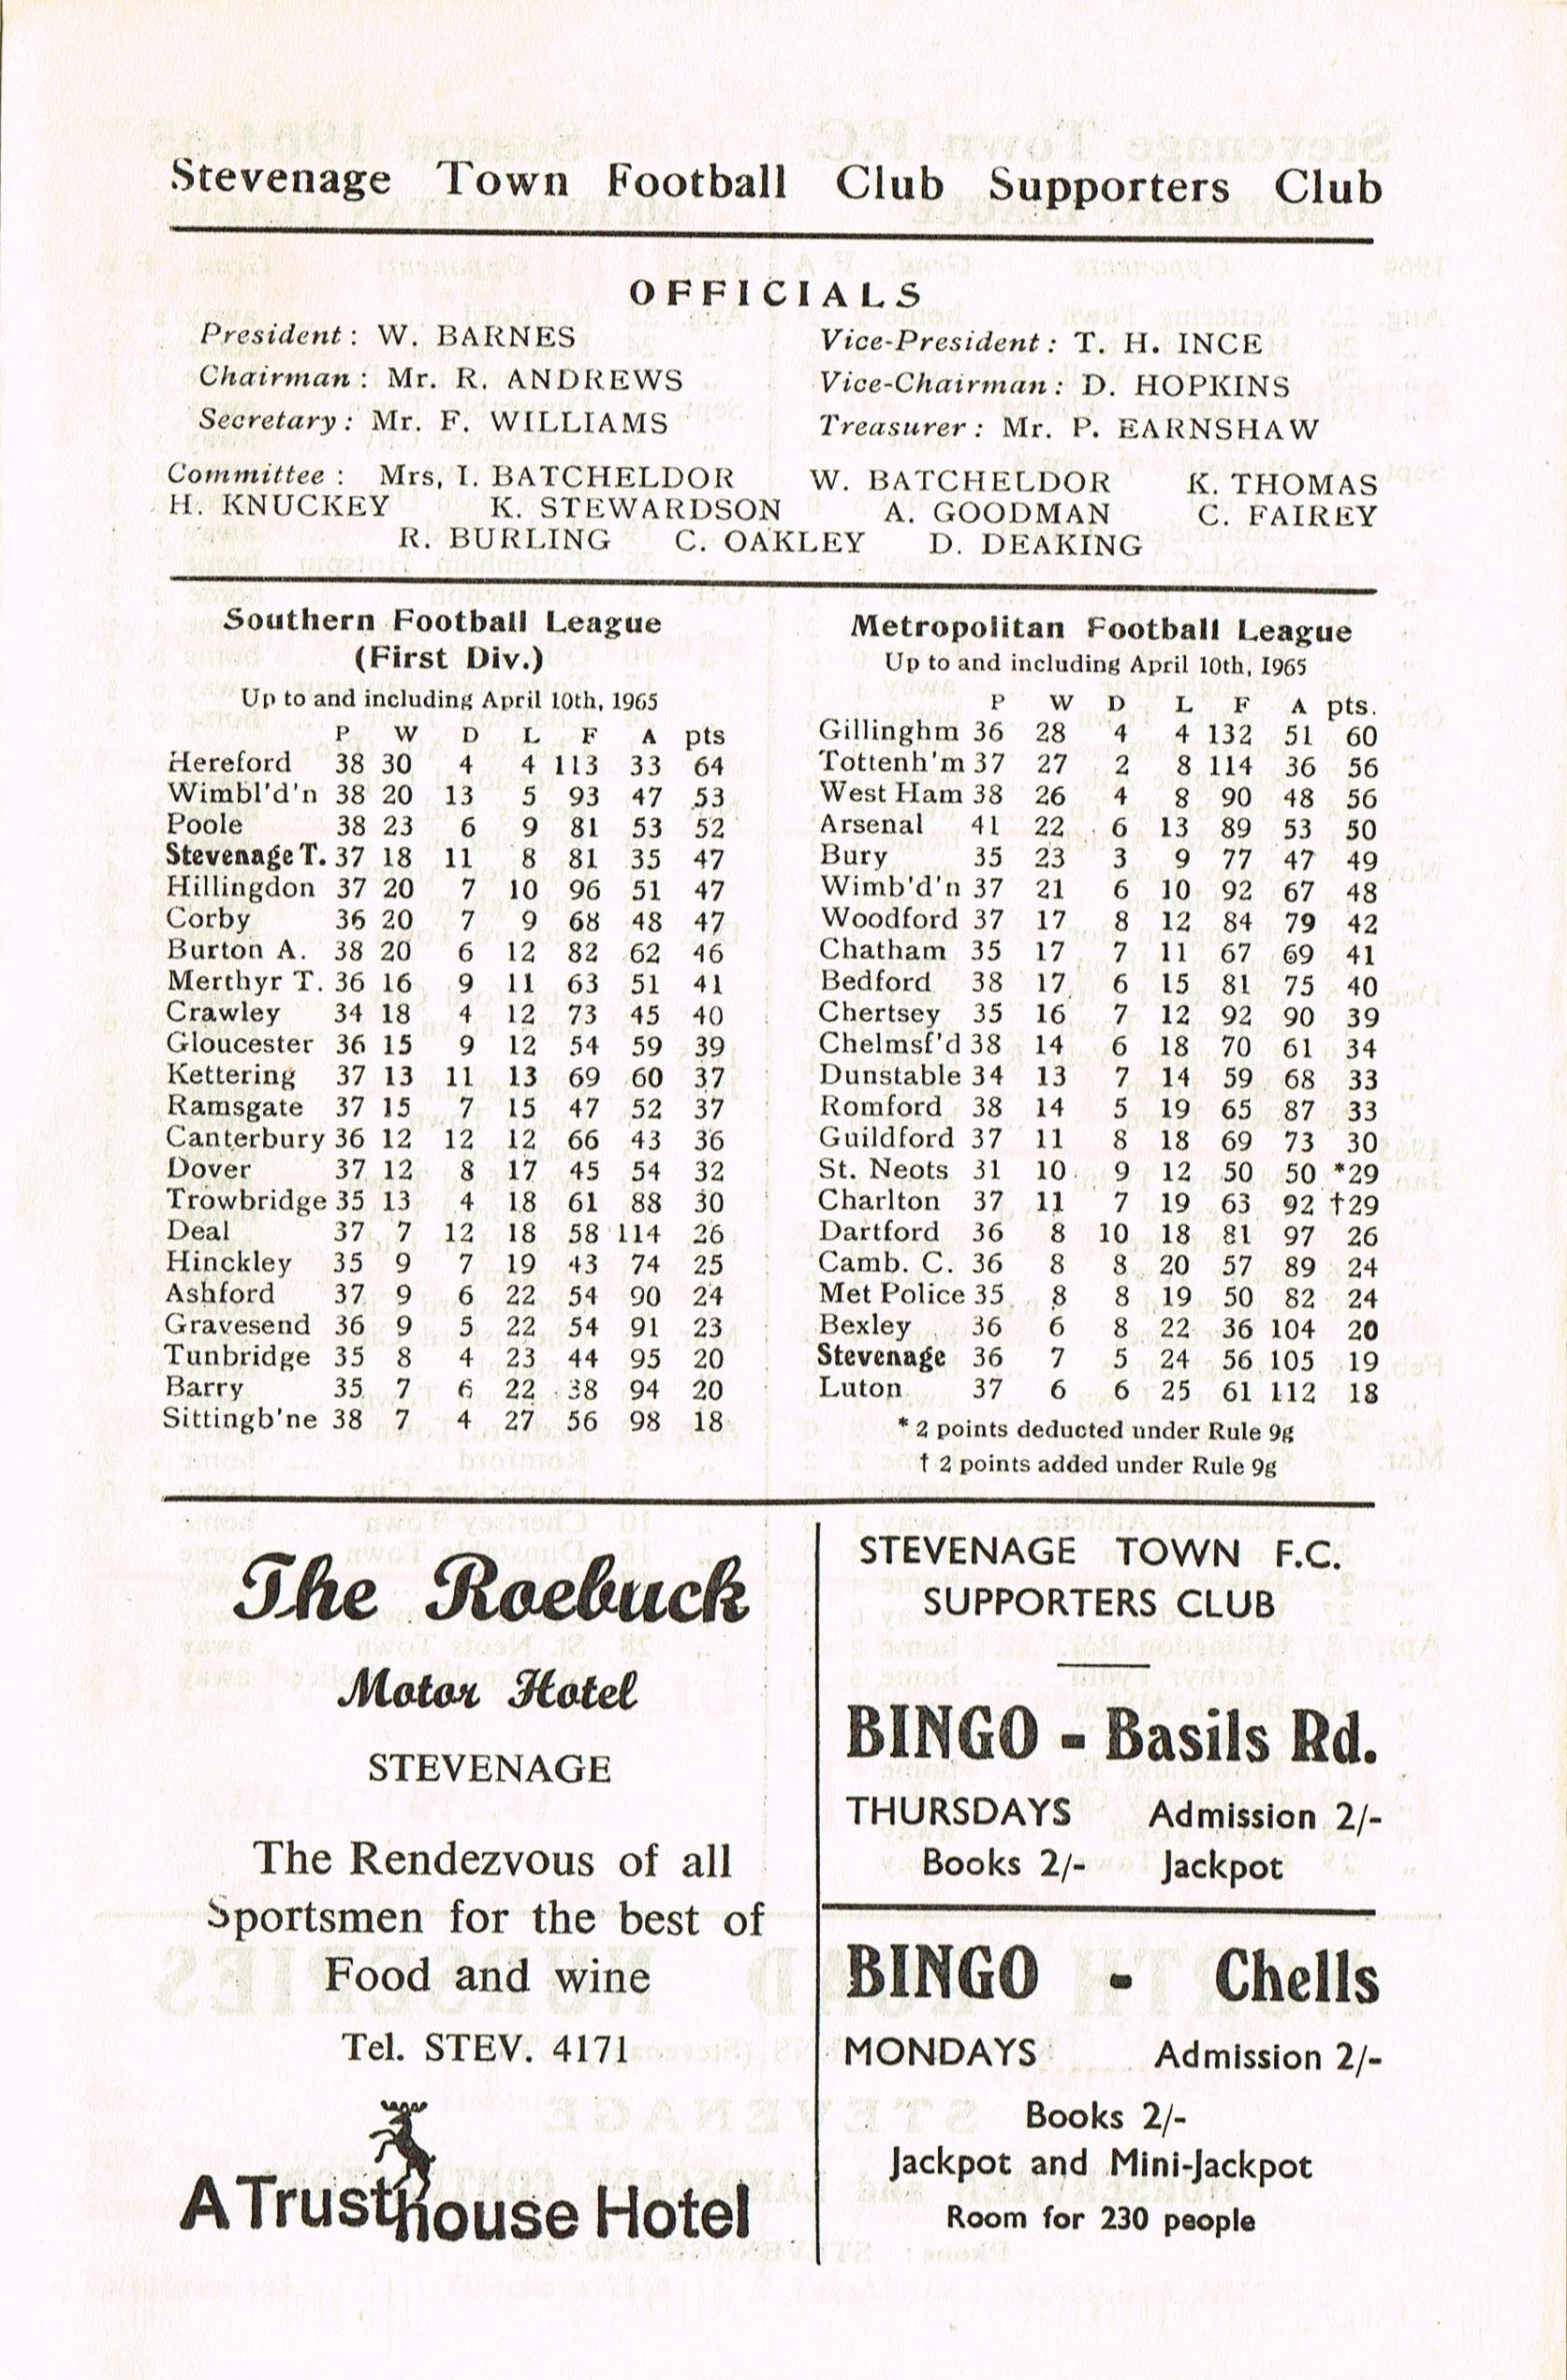 Stevenage Town Football Club Supporters Club
OFFICIALS
President : W. BARNES
Vice-President : T. H. INCE
Chairman : Mr. R. ANDREWS
Vice-Chairman : D. HOPKINS
Secretary : Mr. F. WILLIAMS
Treasurer : Mr. P. EARNSHAW
Committee : Mrs, I. BATCHELDOR W. BATCHELDOR K. THOMAS
H. KNUCKEY K. STEWARDSON A. GOODMAN C. FAIREY
R. BURLING C. OAKLEY D. DEAKING
Southern Football League
(First Div.)
Up to and including April 10th, 1965
P W D L F A pts
Hereford 38 30 4 4 113 33 64
Wimbl'd'n 38 20 13 5 93 47 53
Poole 38 23 6 9 81 53 52
Stevenage T. 37 18 11 8 81 35 47
Hillingdon 37 20 7 10 96 51 47
Corby 36 20 7 9 68 48 47
Burton A. 38 20 6 12 82 62 46
Merthyr T. 36 16 9 11 63 51 41
Crawley 34 18 4 12 73 45 40
Gloucester 36 15 9 12 54 59 39
Kettering 37 13 11 13 69 60 37
Ramsgate 37 15 7 15 47 52 37
Canterbury 36 12 12 12 66 43 36
Dover 37 12 8 17 45 54 32
Trowbridge 35 13 4 18 61 88 30
Deal 37 7 12 18 58 114 26
Hinckley 35 9 7 19 43 74 25
Ashford 37 9 6 22 54 90 24
Gravesend 36 9 5 22 54 91 23
Tunbridge 35 8 4 23 44 95 20
Barry 35 7 6 22 38 94 20
Sittingb'ne 38 7 4 27 56 98 18
Metropolitan Football League
Up to and including April 10th, 1965
P W D L F A pts.
Gillinghm 36 28 4 4 132 51 60
Tottenh'm 37 27 2 8 114 36 56
West Ham 38 26 4 8 90 48 56
Arsenal 41 22 6 13 89 53 50
Bury 35 23 3 9 77 47 49
Wimb'd'n 37 21 6 10 92 67 48
Woodford 37 17 8 12 84 79 42
Chatham 35 17 7 11 67 69 41
Bedford 38 17 6 15 81 75 40
Chertsey 35 16 7 12 92 90 39
Chelmsf'd 38 14 6 18 70 61 34
Dunstable 34 13 7 14 59 68 33
Romford 38 14 5 19 65 87 33
Guildford 37 11 8 18 69 73 30
St. Neots 31 10 9 12 50 50 *29
Charlton 37 11 7 19 63 92 †29
Dartford 36 8 10 18 81 97 26
Camb. C. 36 8 8 20 57 89 24
Met Police 35 8 8 19 50 82 24
Bexley 36 6 8 22 36 104 20
Stevenage 36 7 5 24 56 105 19
Luton 37 6 6 25 61 112 18
* 2 points deducted under Rule 9g
† 2 points added under Rule 9g
The Roebuck
Motor Hotel
STEVENAGE
The Rendezvous of all
Sportsmen for the best of
Food and wine
Tel. STEV. 4171
A Trusthouse Hotel
STEVENAGE TOWN F.C.
SUPPORTERS CLUB
BINGO - Basils Rd.
THURSDAYS Admission 2/-
Books 2/- Jackpot
BINGO - Chells
MONDAYS Admission 2/-
Books 2/-
Jackpot and Mini-Jackpot
Room for 230 people